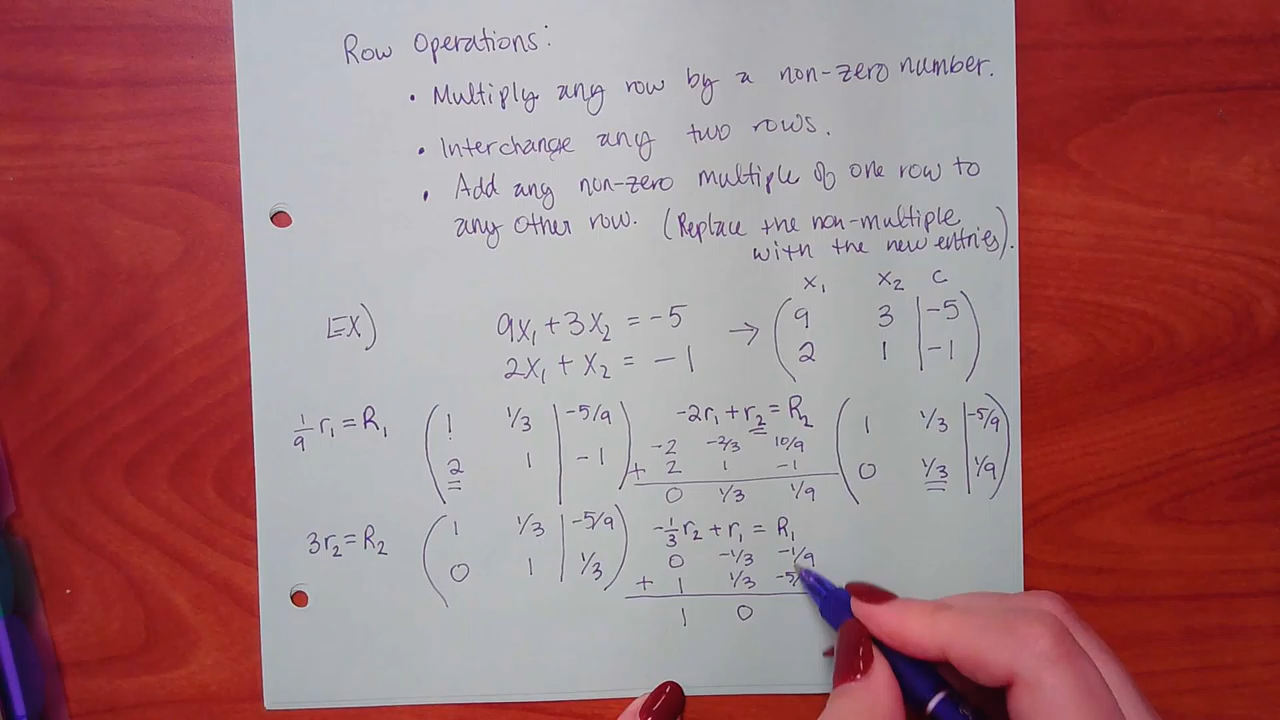 Row Operations:
• Multiply any row by a non-zero number.
• Interchange any two rows.
• Add any non-zero multiple of one row to
any other row. (Replace the non-multiple
with the new entries).
x₁ x₂ c
EX) 9x₁ + 3x₂ = -5 → ( 9 3 | -5 )
2x₁ + x₂ = -1 ( 2 1 | -1 )
1/9 r₁ = R₁ ( 1 1/3 | -5/9 ) -2r₁ + r₂ = R₂ ( 1 1/3 | -5/9 )
-2 -2/3 10/9
( 2 1 | -1 ) + 2 1 -1 ( 0 1/3 | 1/9 )
0 1/3 1/9
3r₂ = R₂ ( 1 1/3 | -5/9 ) -1/3 r₂ + r₁ = R₁
( 0 1 | 1/3 ) 0 -1/3 -1/9
+ 1 1/3 -5/
1 0